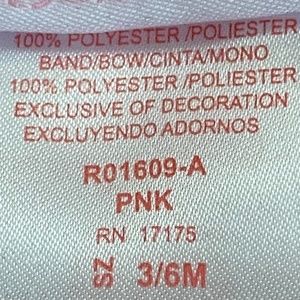 100% POLYESTER /POLIESTER
BAND/BOW/CINTA/MONO
100% POLYESTER /POLIESTER
EXCLUSIVE OF DECORATION
EXCLUYENDO ADORNOS
R01609-A
PNK
RN 17175
SZ 3/6M